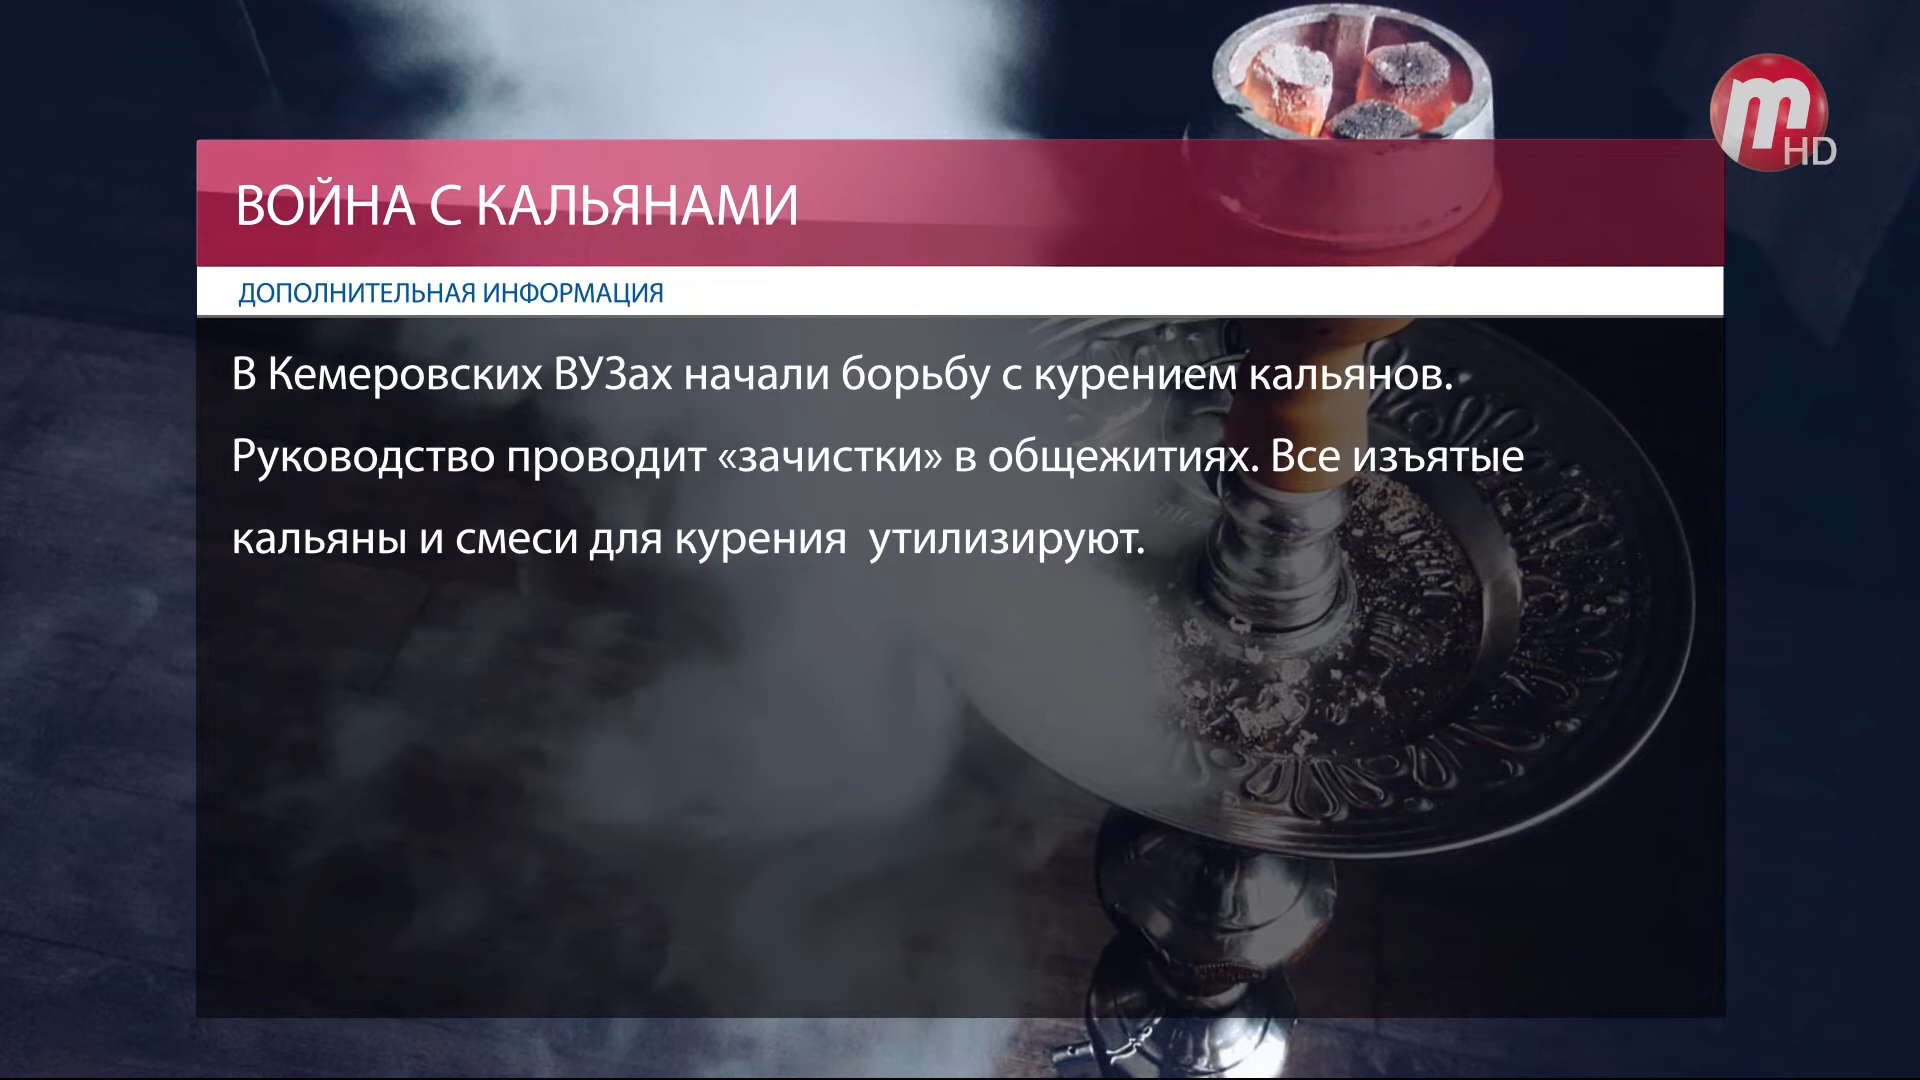 m
HD
ВОЙНА С КАЛЬЯНАМИ
ДОПОЛНИТЕЛЬНАЯ ИНФОРМАЦИЯ
В Кемеровских ВУЗах начали борьбу с курением кальянов.
Руководство проводит «зачистки» в общежитиях. Все изъятые
кальяны и смеси для курения  утилизируют.